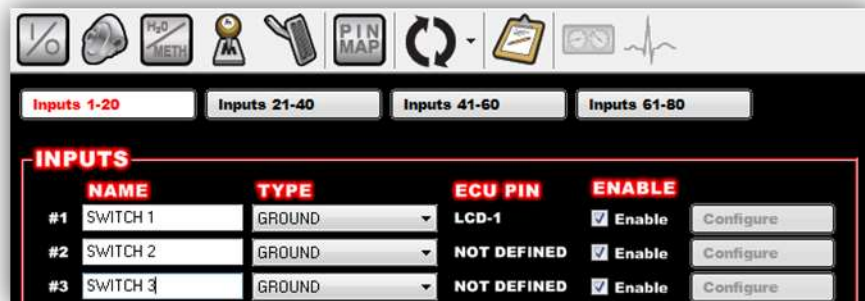 I/O H₂O METH PIN MAP
Inputs 1-20 Inputs 21-40 Inputs 41-60 Inputs 61-80
INPUTS
NAME TYPE ECU PIN ENABLE
#1 SWITCH 1 GROUND LCD-1 Enable Configure
#2 SWITCH 2 GROUND NOT DEFINED Enable Configure
#3 SWITCH 3 GROUND NOT DEFINED Enable Configure